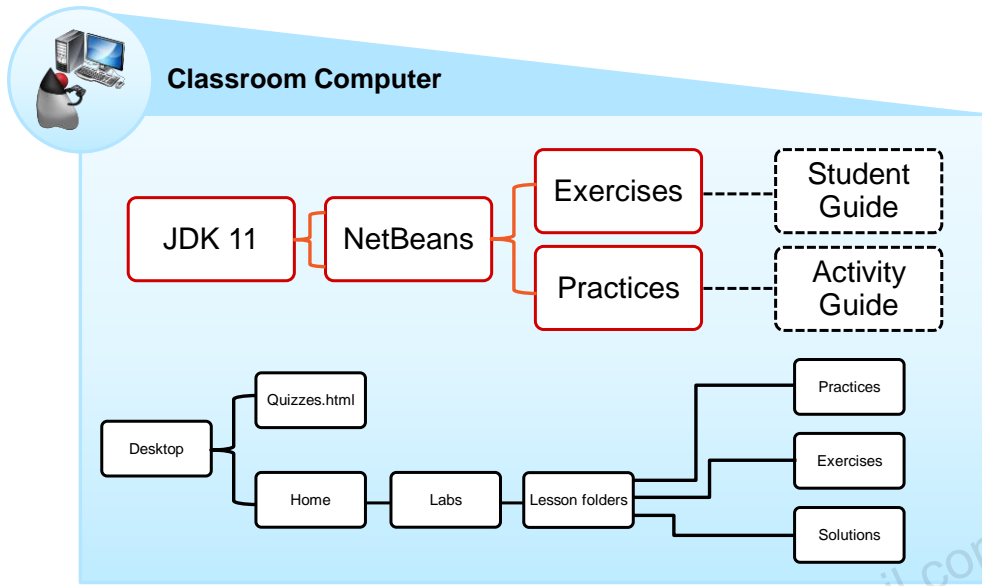 Classroom Computer
JDK 11
NetBeans
Exercises
Student
Guide
Practices
Activity
Guide
Desktop
Quizzes.html
Home
Labs
Lesson folders
Practices
Exercises
Solutions